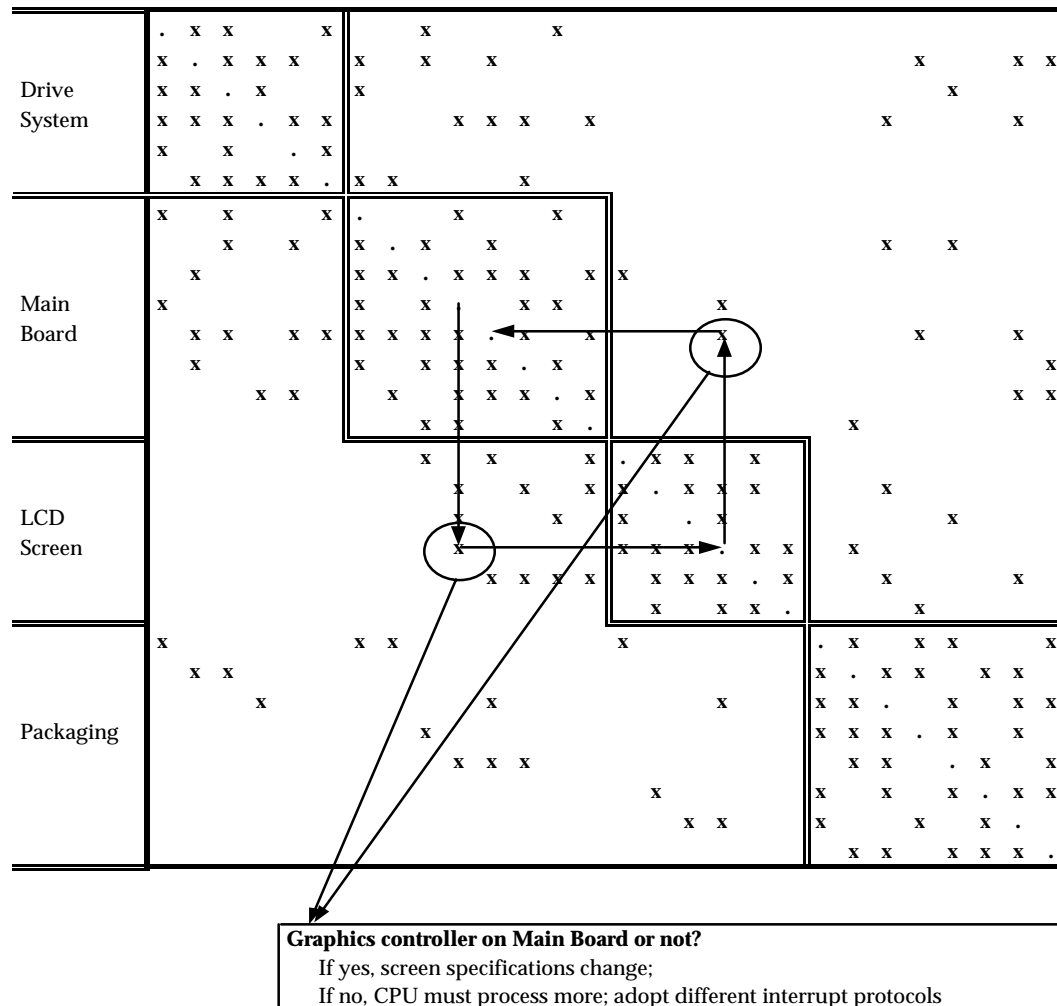 . x x x x x
x . x x x x x x x x x
Drive x x . x x x
System x x x . x x x x x x x x
x x . x
x x x x . x x x
x x x . x x
x x x . x x x x
x x x . x x x x x
Main x x x . x x x
Board x x x x x x x x . x x x x x
x x x x x . x x
x x x x x x . x x x
x x x . x
x x x . x x x
x x x x . x x x x
LCD x x x . x x
Screen x x x x . x x x
x x x x x x x . x x x
x x x . x
x x x x . x x x x
x x x . x x x x
x x x x x . x x x
Packaging x x x x . x x
x x x x x . x x
x x x x . x x
x x x x x .
x x x x x .
Graphics controller on Main Board or not?
If yes, screen specifications change;
If no, CPU must process more; adopt different interrupt protocols